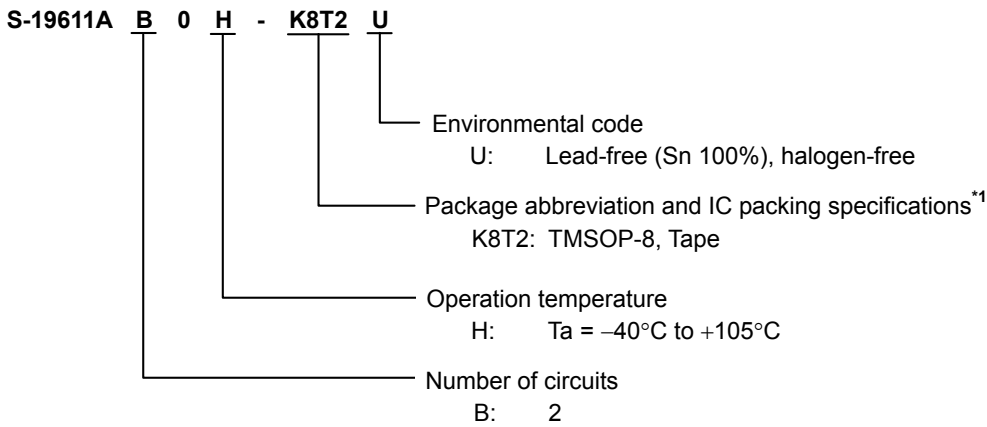 S-19611A B 0 H - K8T2 U
Environmental code
U: Lead-free (Sn 100%), halogen-free
Package abbreviation and IC packing specifications*1
K8T2: TMSOP-8, Tape
Operation temperature
H: Ta = −40°C to +105°C
Number of circuits
B: 2